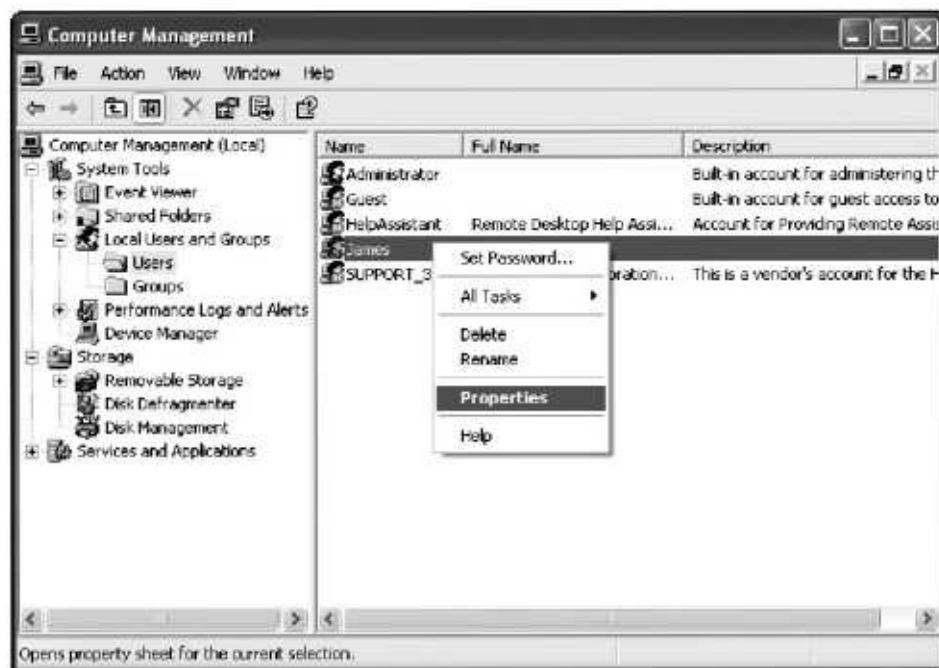 Computer Management
File Action View Window Help
Computer Management (Local)
System Tools
Event Viewer
Shared Folders
Local Users and Groups
Users
Groups
Performance Logs and Alerts
Device Manager
Storage
Removable Storage
Disk Defragmenter
Disk Management
Services and Applications
Name Full Name Description
Administrator Built-in account for administering th
Guest Built-in account for guest access to
HelpAssistant Remote Desktop Help Assi... Account for Providing Remote Assis
James
SUPPORT_3 oration... This is a vendor's account for the H
Set Password...
All Tasks
Delete
Rename
Properties
Help
Opens property sheet for the current selection.